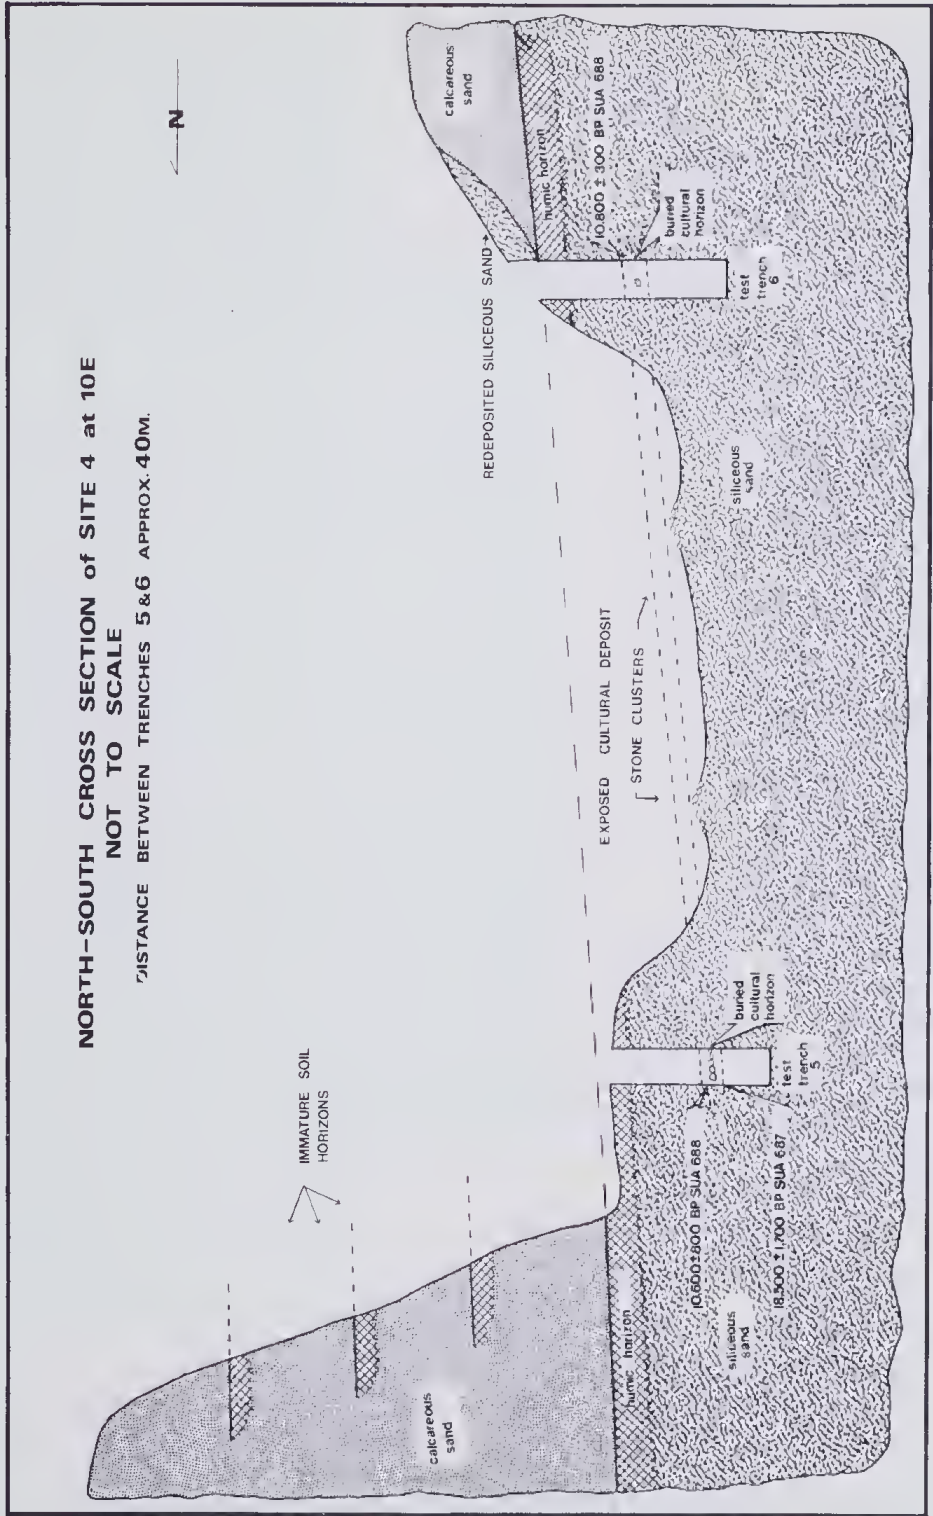 NORTH-SOUTH CROSS SECTION of SITE 4 at 10E
NOT TO SCALE
DISTANCE BETWEEN TRENCHES 5 & 6 APPROX. 40M.
N
IMMATURE SOIL
HORIZONS
calcareous
sand
humic horizon
10.600±800 BP SUA 688
siliceous
sand
18.500 ± 1,700 BP SUA 687
test
trench
5
buried
cultural
horizon
EXPOSED CULTURAL DEPOSIT
STONE CLUSTERS
siliceous
sand
REDEPOSITED SILICEOUS SAND
calcareous
sand
humic horizon
10.800 ± 300 BP SUA 688
buried
cultural
horizon
test
trench
6